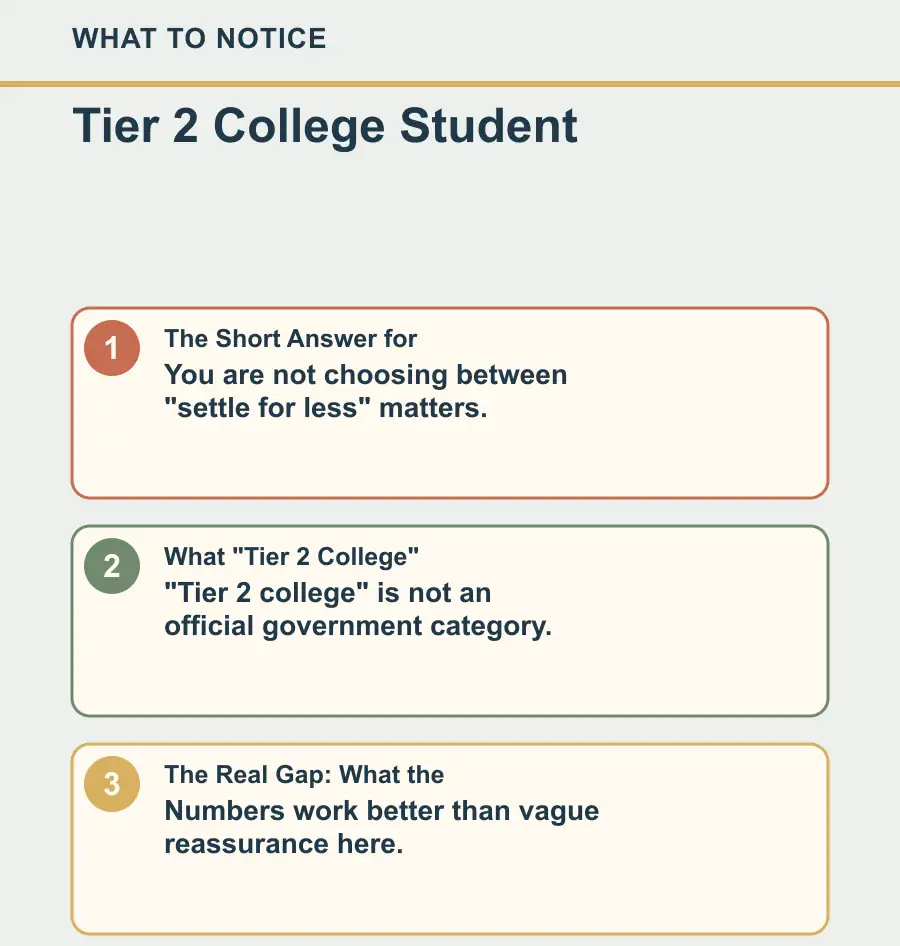 WHAT TO NOTICE
Tier 2 College Student
1
The Short Answer for
You are not choosing between
"settle for less" matters.
2
What "Tier 2 College"
"Tier 2 college" is not an
official government category.
3
The Real Gap: What the
Numbers work better than vague
reassurance here.